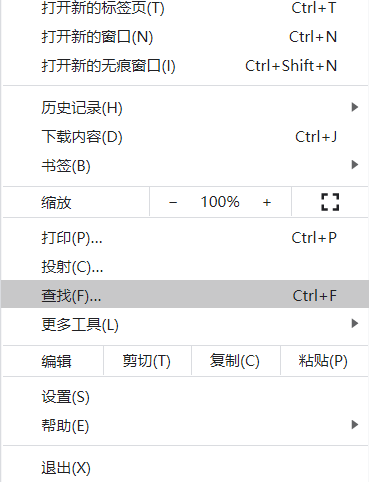 打开新的标签页(T) Ctrl+T
打开新的窗口(N) Ctrl+N
打开新的无痕窗口(I) Ctrl+Shift+N
历史记录(H)
下载内容(D) Ctrl+J
书签(B)
缩放 − 100% +
打印(P)... Ctrl+P
投射(C)...
查找(F)... Ctrl+F
更多工具(L)
编辑 剪切(T) 复制(C) 粘贴(P)
设置(S)
帮助(E)
退出(X)